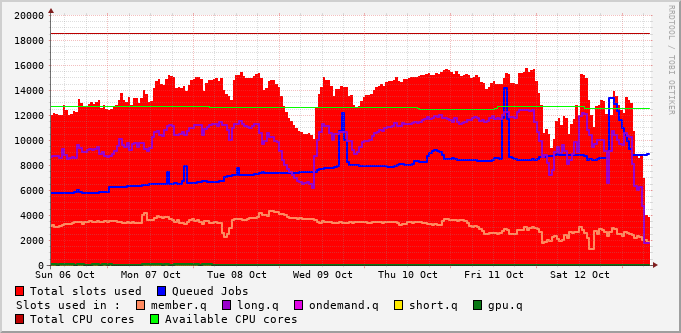 20000
18000
16000
14000
12000
10000
8000
6000
4000
2000
0
Sun 06 Oct Mon 07 Oct Tue 08 Oct Wed 09 Oct Thu 10 Oct Fri 11 Oct Sat 12 Oct
Total slots used Queued Jobs
Slots used in : member.q long.q ondemand.q short.q gpu.q
Total CPU cores Available CPU cores
RRDTOOL / TOBI OETIKER